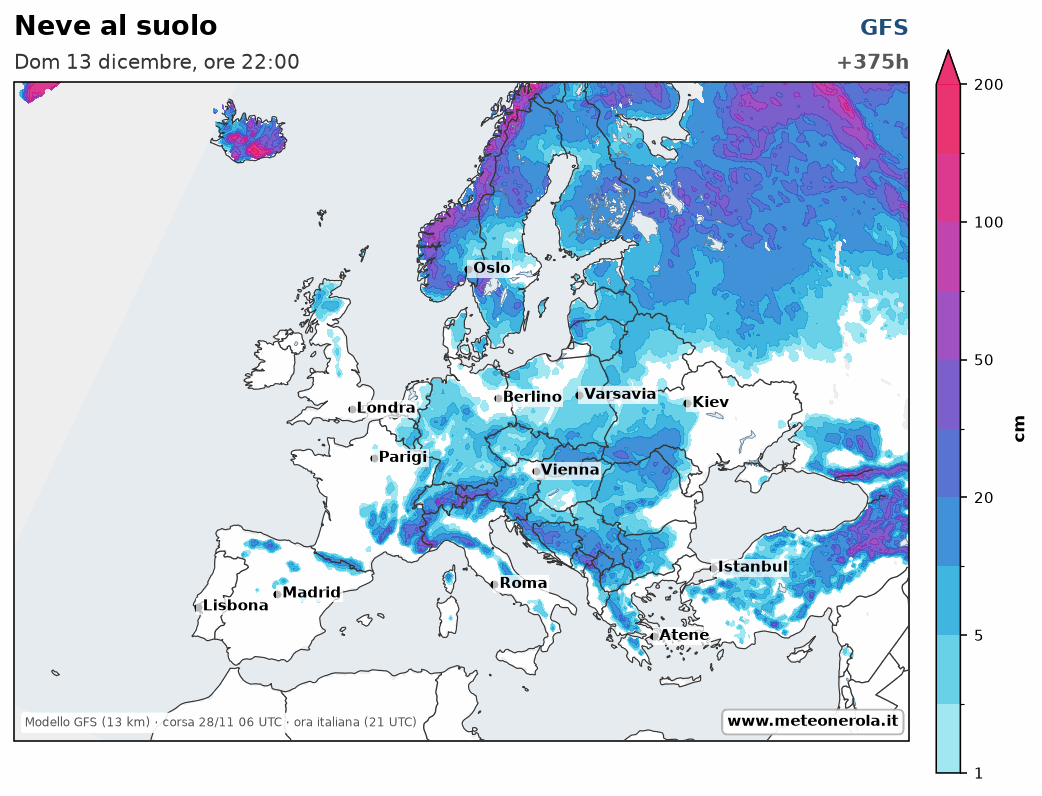 Neve al suolo
GFS
Dom 13 dicembre, ore 22:00
+375h
200
100
50
20
5
1
cm
Oslo
Londra
Berlino
Varsavia
Kiev
Parigi
Vienna
Istanbul
Roma
Madrid
Lisbona
Atene
Modello GFS (13 km) · corsa 28/11 06 UTC · ora italiana (21 UTC)
www.meteonerola.it